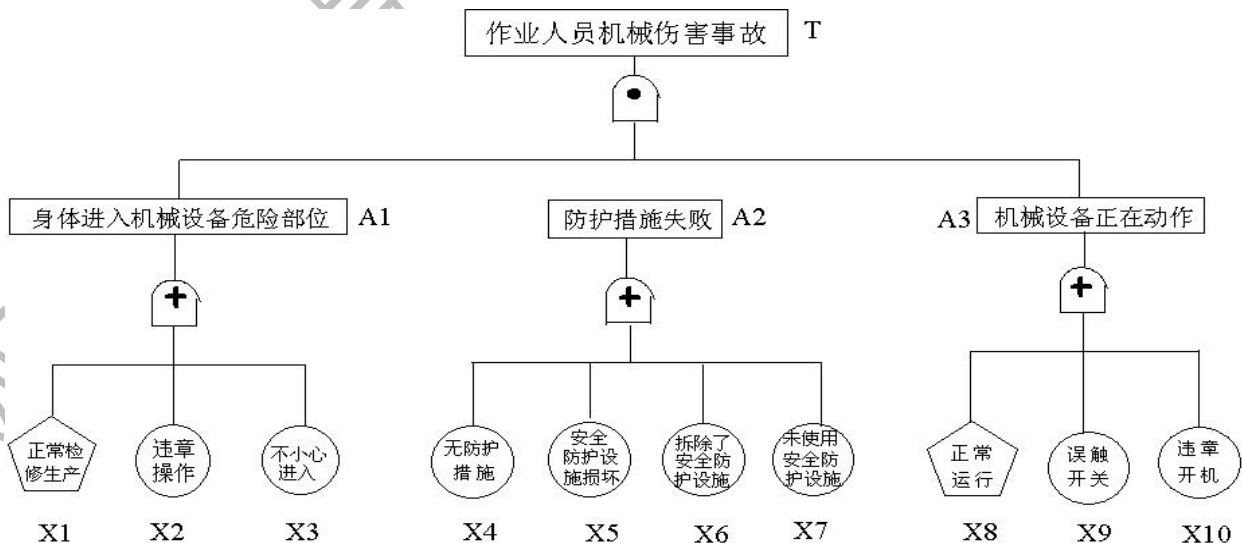 作业人员机械伤害事故 T
身体进入机械设备危险部位 A1
防护措施失败 A2
A3 机械设备正在动作
正常检
修生产
违章
操作
不小心
进入
无防护
措施
安全
防护设
施损坏
拆除了
安全防
护设施
未使用
安全防
护设施
正常
运行
误触
开关
违章
开机
X1 X2 X3 X4 X5 X6 X7 X8 X9 X10